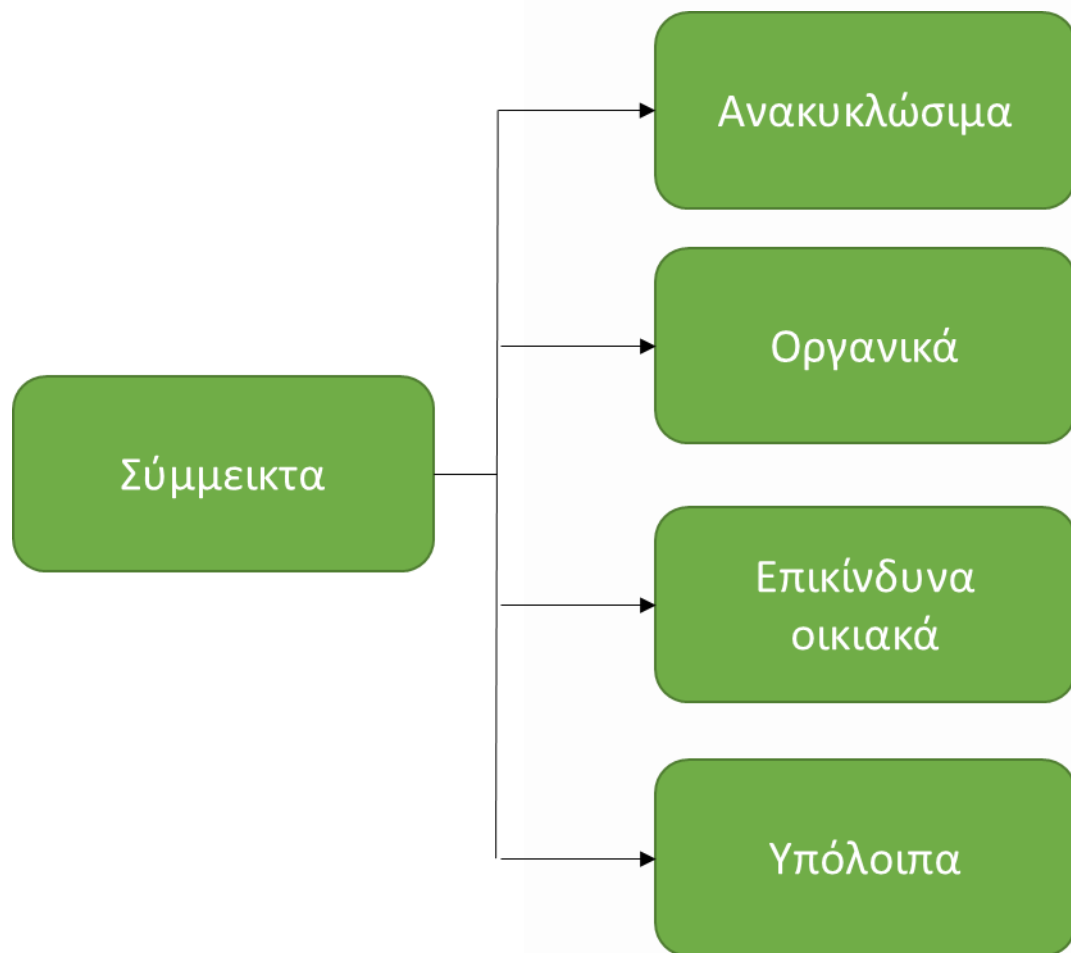 Ανακυκλώσιμα
Οργανικά
Σύμμεικτα
Επικίνδυνα
οικιακά
Υπόλοιπα